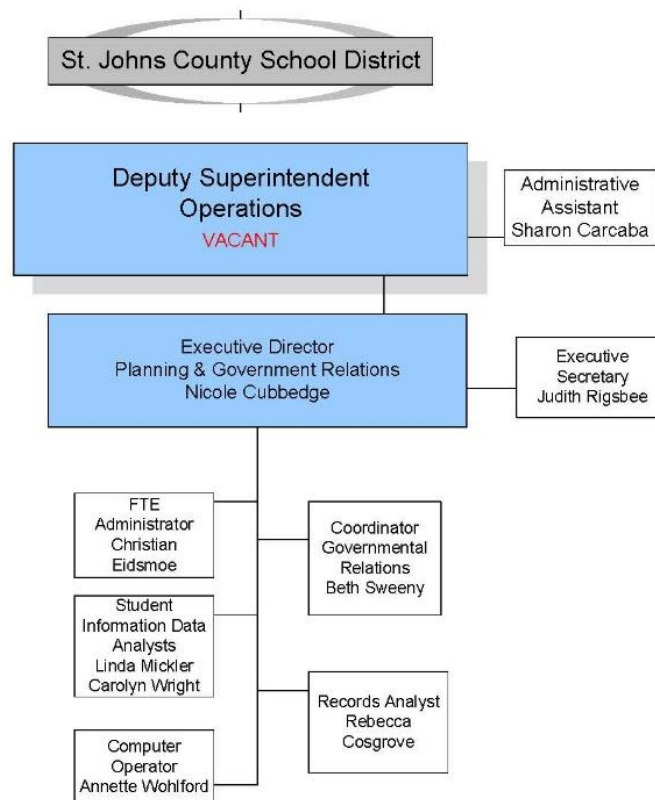 St. Johns County School District
Deputy Superintendent
Operations
VACANT
Administrative
Assistant
Sharon Carcaba
Executive Director
Planning & Government Relations
Nicole Cubbedge
Executive
Secretary
Judith Rigsbee
FTE
Administrator
Christian
Eidsmoe
Coordinator
Governmental
Relations
Beth Sweeny
Student
Information Data
Analysts
Linda Mickler
Carolyn Wright
Records Analyst
Rebecca
Cosgrove
Computer
Operator
Annette Wohlford